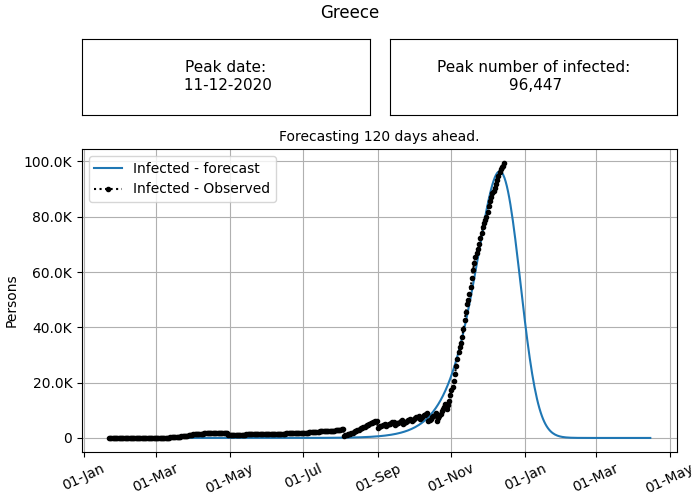 Greece
Peak date:
11-12-2020
Peak number of infected:
96,447
Forecasting 120 days ahead.
Infected - forecast
Infected - Observed
100.0K
80.0K
60.0K
40.0K
20.0K
0
Persons
01-Jan
01-Mar
01-May
01-Jul
01-Sep
01-Nov
01-Jan
01-Mar
01-May